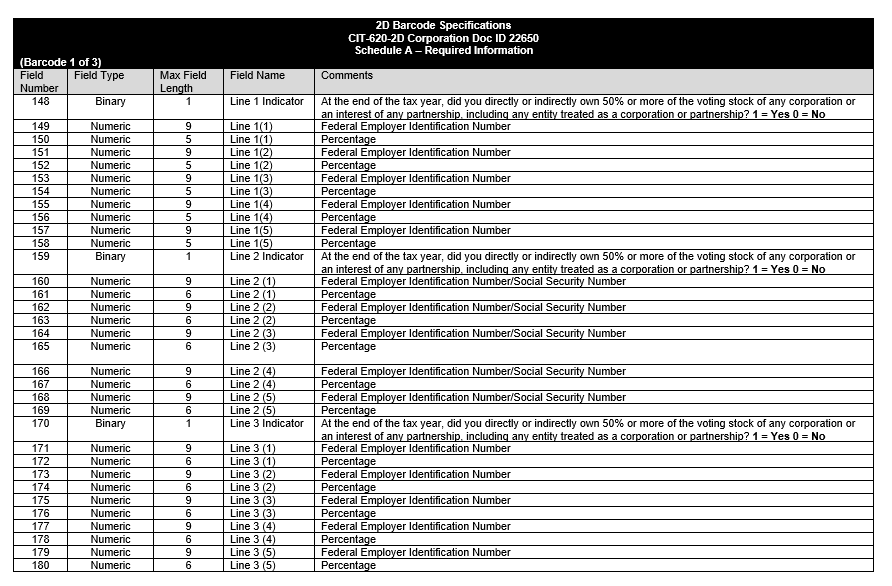 2D Barcode Specifications
CIT-620-2D Corporation Doc ID 22650
Schedule A – Required Information
(Barcode 1 of 3)
Field Number Field Type Max Field Length Field Name Comments
148 Binary 1 Line 1 Indicator At the end of the tax year, did you directly or indirectly own 50% or more of the voting stock of any corporation or
an interest of any partnership, including any entity treated as a corporation or partnership? 1 = Yes 0 = No
149 Numeric 9 Line 1(1) Federal Employer Identification Number
150 Numeric 5 Line 1(1) Percentage
151 Numeric 9 Line 1(2) Federal Employer Identification Number
152 Numeric 5 Line 1(2) Percentage
153 Numeric 9 Line 1(3) Federal Employer Identification Number
154 Numeric 5 Line 1(3) Percentage
155 Numeric 9 Line 1(4) Federal Employer Identification Number
156 Numeric 5 Line 1(4) Percentage
157 Numeric 9 Line 1(5) Federal Employer Identification Number
158 Numeric 5 Line 1(5) Percentage
159 Binary 1 Line 2 Indicator At the end of the tax year, did you directly or indirectly own 50% or more of the voting stock of any corporation or
an interest of any partnership, including any entity treated as a corporation or partnership? 1 = Yes 0 = No
160 Numeric 9 Line 2 (1) Federal Employer Identification Number/Social Security Number
161 Numeric 6 Line 2 (1) Percentage
162 Numeric 9 Line 2 (2) Federal Employer Identification Number/Social Security Number
163 Numeric 6 Line 2 (2) Percentage
164 Numeric 9 Line 2 (3) Federal Employer Identification Number/Social Security Number
165 Numeric 6 Line 2 (3) Percentage
166 Numeric 9 Line 2 (4) Federal Employer Identification Number/Social Security Number
167 Numeric 6 Line 2 (4) Percentage
168 Numeric 9 Line 2 (5) Federal Employer Identification Number/Social Security Number
169 Numeric 6 Line 2 (5) Percentage
170 Binary 1 Line 3 Indicator At the end of the tax year, did you directly or indirectly own 50% or more of the voting stock of any corporation or
an interest of any partnership, including any entity treated as a corporation or partnership? 1 = Yes 0 = No
171 Numeric 9 Line 3 (1) Federal Employer Identification Number
172 Numeric 6 Line 3 (1) Percentage
173 Numeric 9 Line 3 (2) Federal Employer Identification Number
174 Numeric 6 Line 3 (2) Percentage
175 Numeric 9 Line 3 (3) Federal Employer Identification Number
176 Numeric 6 Line 3 (3) Percentage
177 Numeric 9 Line 3 (4) Federal Employer Identification Number
178 Numeric 6 Line 3 (4) Percentage
179 Numeric 9 Line 3 (5) Federal Employer Identification Number
180 Numeric 6 Line 3 (5) Percentage